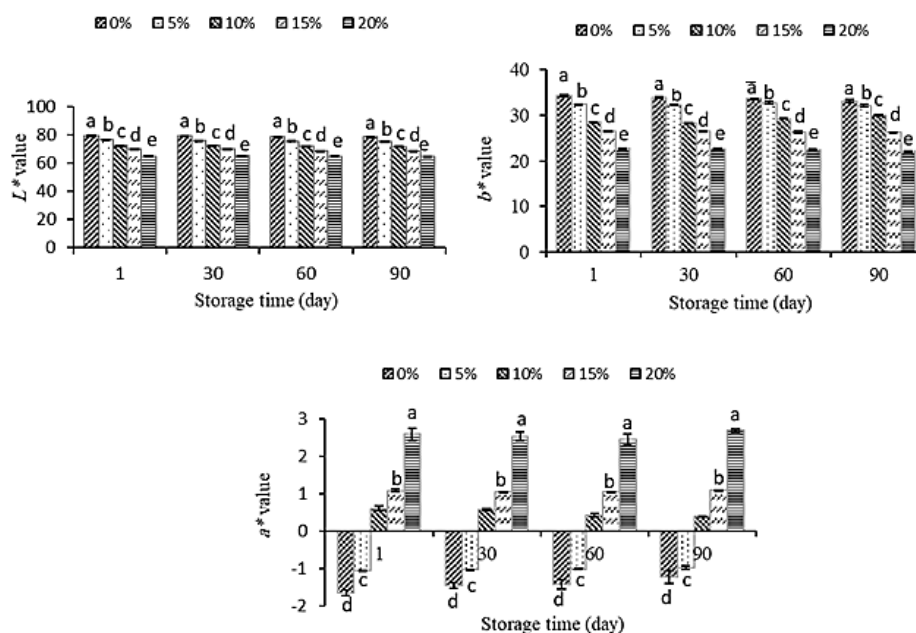 0% 5% 10% 15% 20%
100
80
60
40
20
0
L* value
a b c d e a b c d e a b c d e a b c d e
1 30 60 90
Storage time (day)
0% 5% 10% 15% 20%
40
30
20
10
0
b* value
a b c d e a b c d e a b c d e a b c d e
1 30 60 90
Storage time (day)
0% 5% 10% 15% 20%
3
2
1
0
-1
-2
a* value
a a a a
b b b b
1 30 60 90
c c c c
d d d d
Storage time (day)